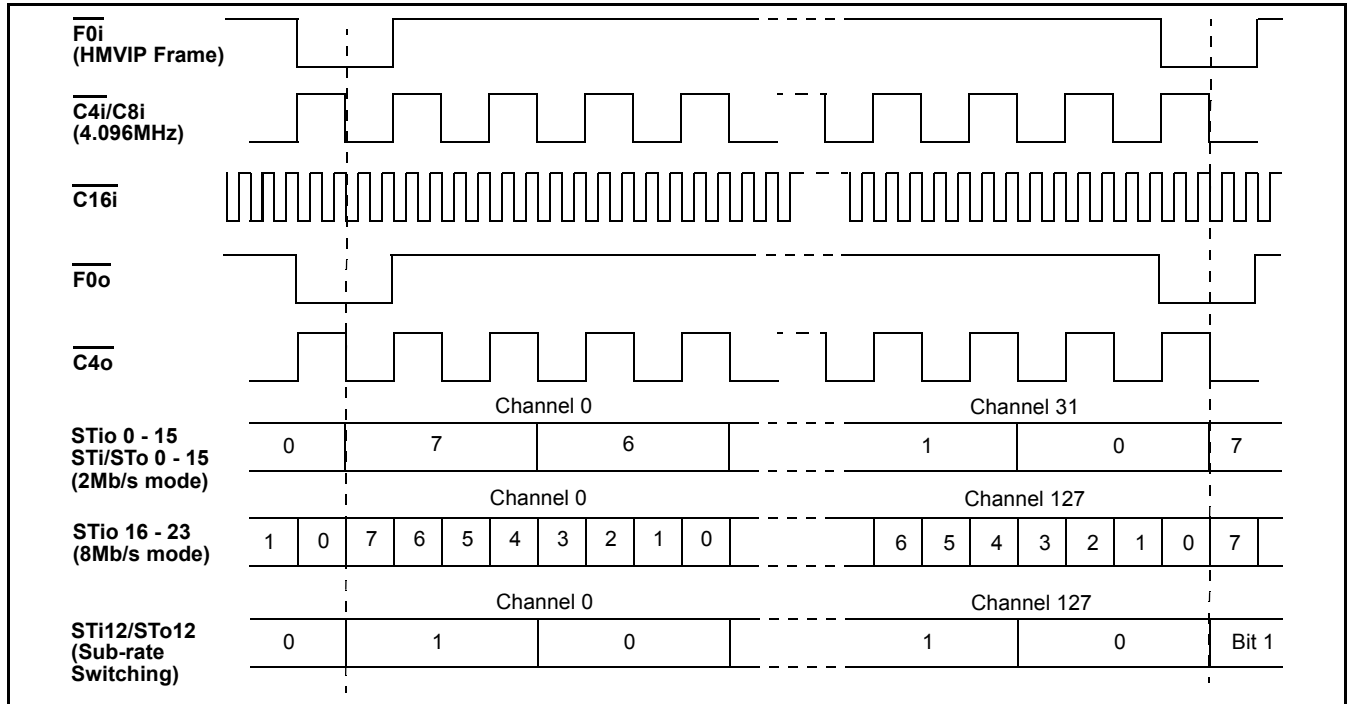 F0i
(HMVIP Frame)
C4i/C8i
(4.096MHz)
C16i
F0o
C4o
Channel 0
Channel 31
STio 0 - 15
STi/STo 0 - 15
(2Mb/s mode)
0 7 6 1 0 7
Channel 0
Channel 127
STio 16 - 23
(8Mb/s mode)
1 0 7 6 5 4 3 2 1 0 6 5 4 3 2 1 0 7
Channel 0
Channel 127
STi12/STo12
(Sub-rate
Switching)
0 1 0 1 0 Bit 1